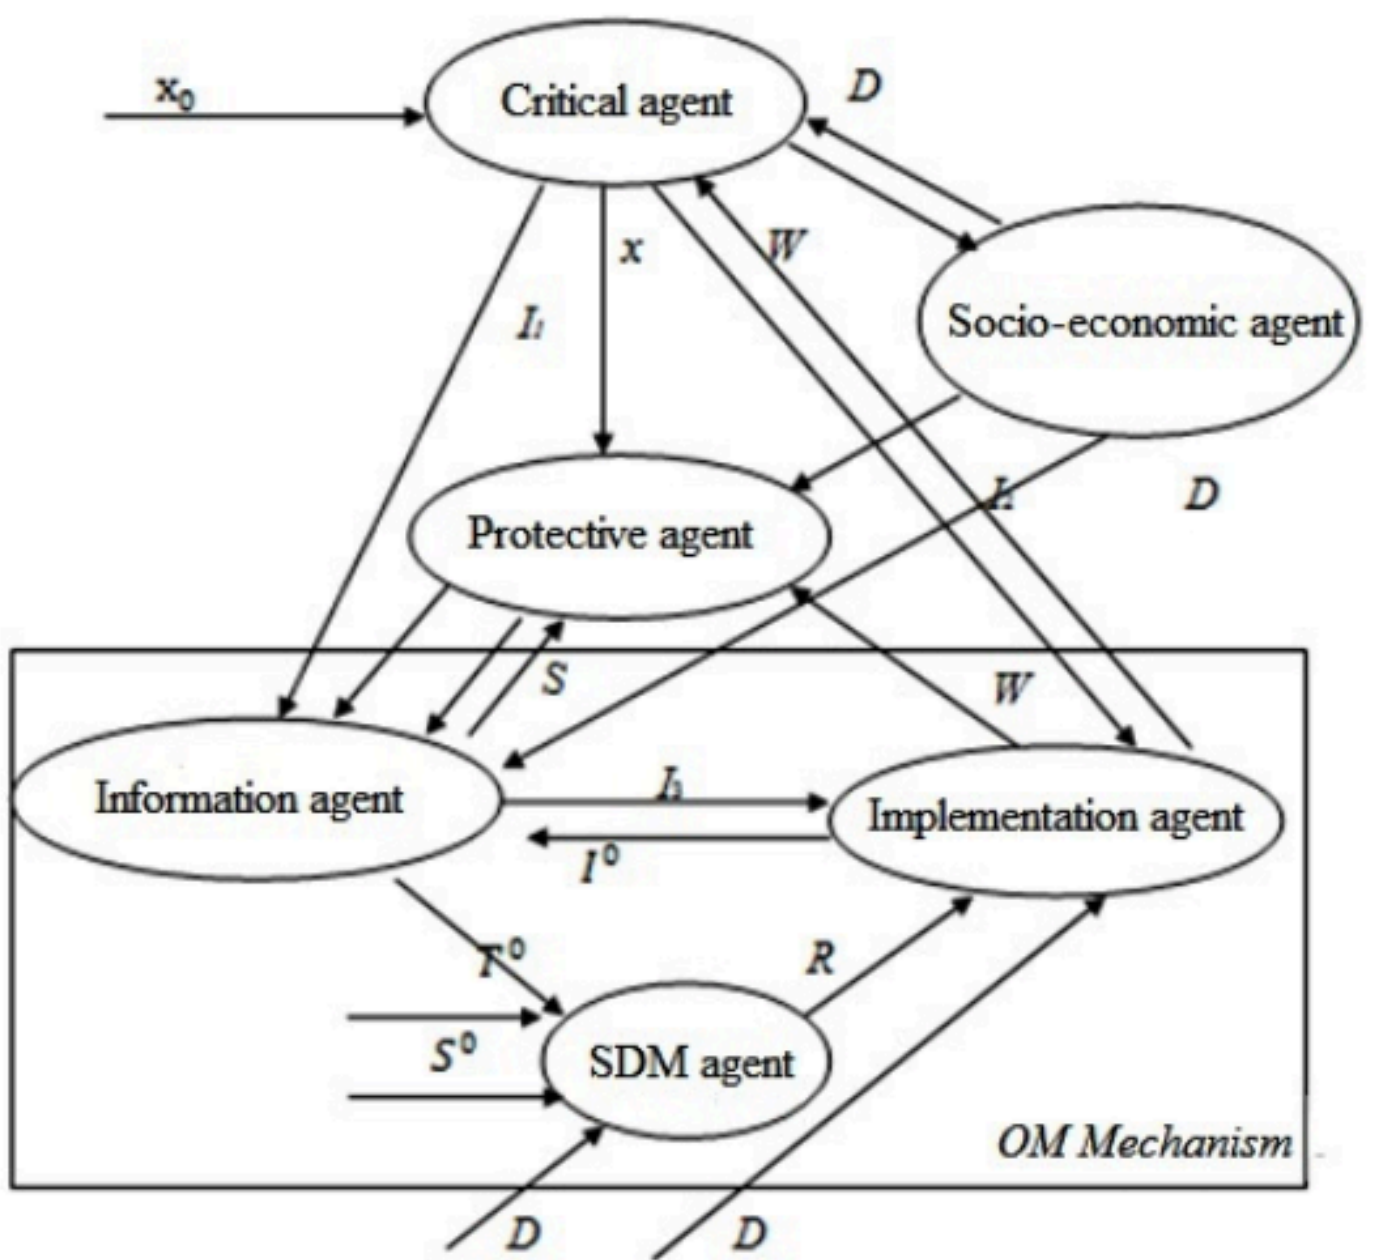 x₀
Critical agent
D
x
W
I₁
Socio-economic agent
I₂
D
Protective agent
S
W
Information agent
I₃
Implementation agent
I⁰
T⁰
R
S⁰
SDM agent
OM Mechanism
D
D